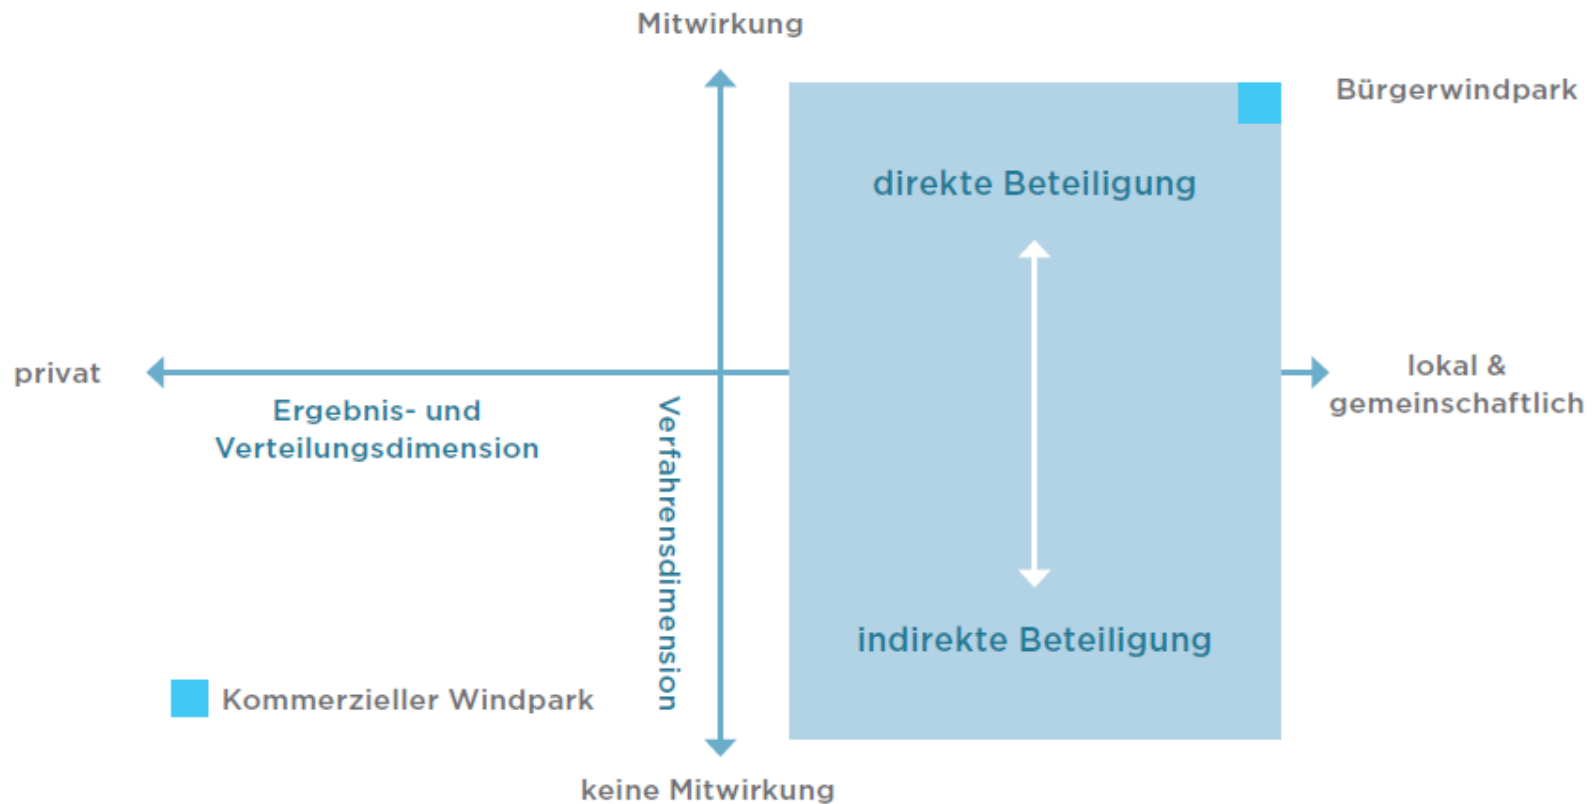 Mitwirkung
Bürgerwindpark
direkte Beteiligung
privat
lokal &
gemeinschaftlich
Ergebnis- und
Verteilungsdimension
Verfahrensdimension
indirekte Beteiligung
Kommerzieller Windpark
keine Mitwirkung